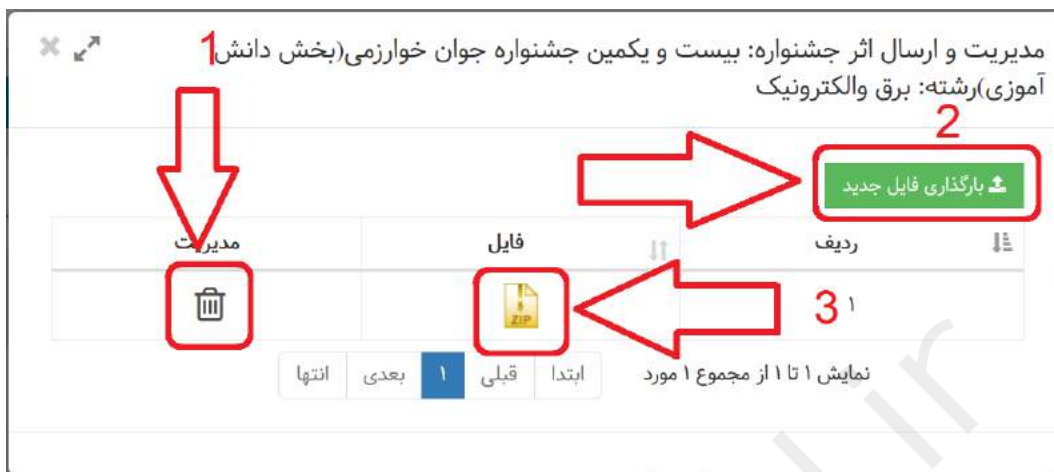 مدیریت و ارسال اثر جشنواره: بیست و یکمین جشنواره جوان خوارزمی(بخش دانش
آموزی)رشته: برق والکترونیک
1
2
بارگذاری فایل جدید
ردیف فایل مدیریت
۱
ZIP
3
نمایش ۱ تا ۱ از مجموع ۱ مورد
ابتدا قبلی ۱ بعدی انتها